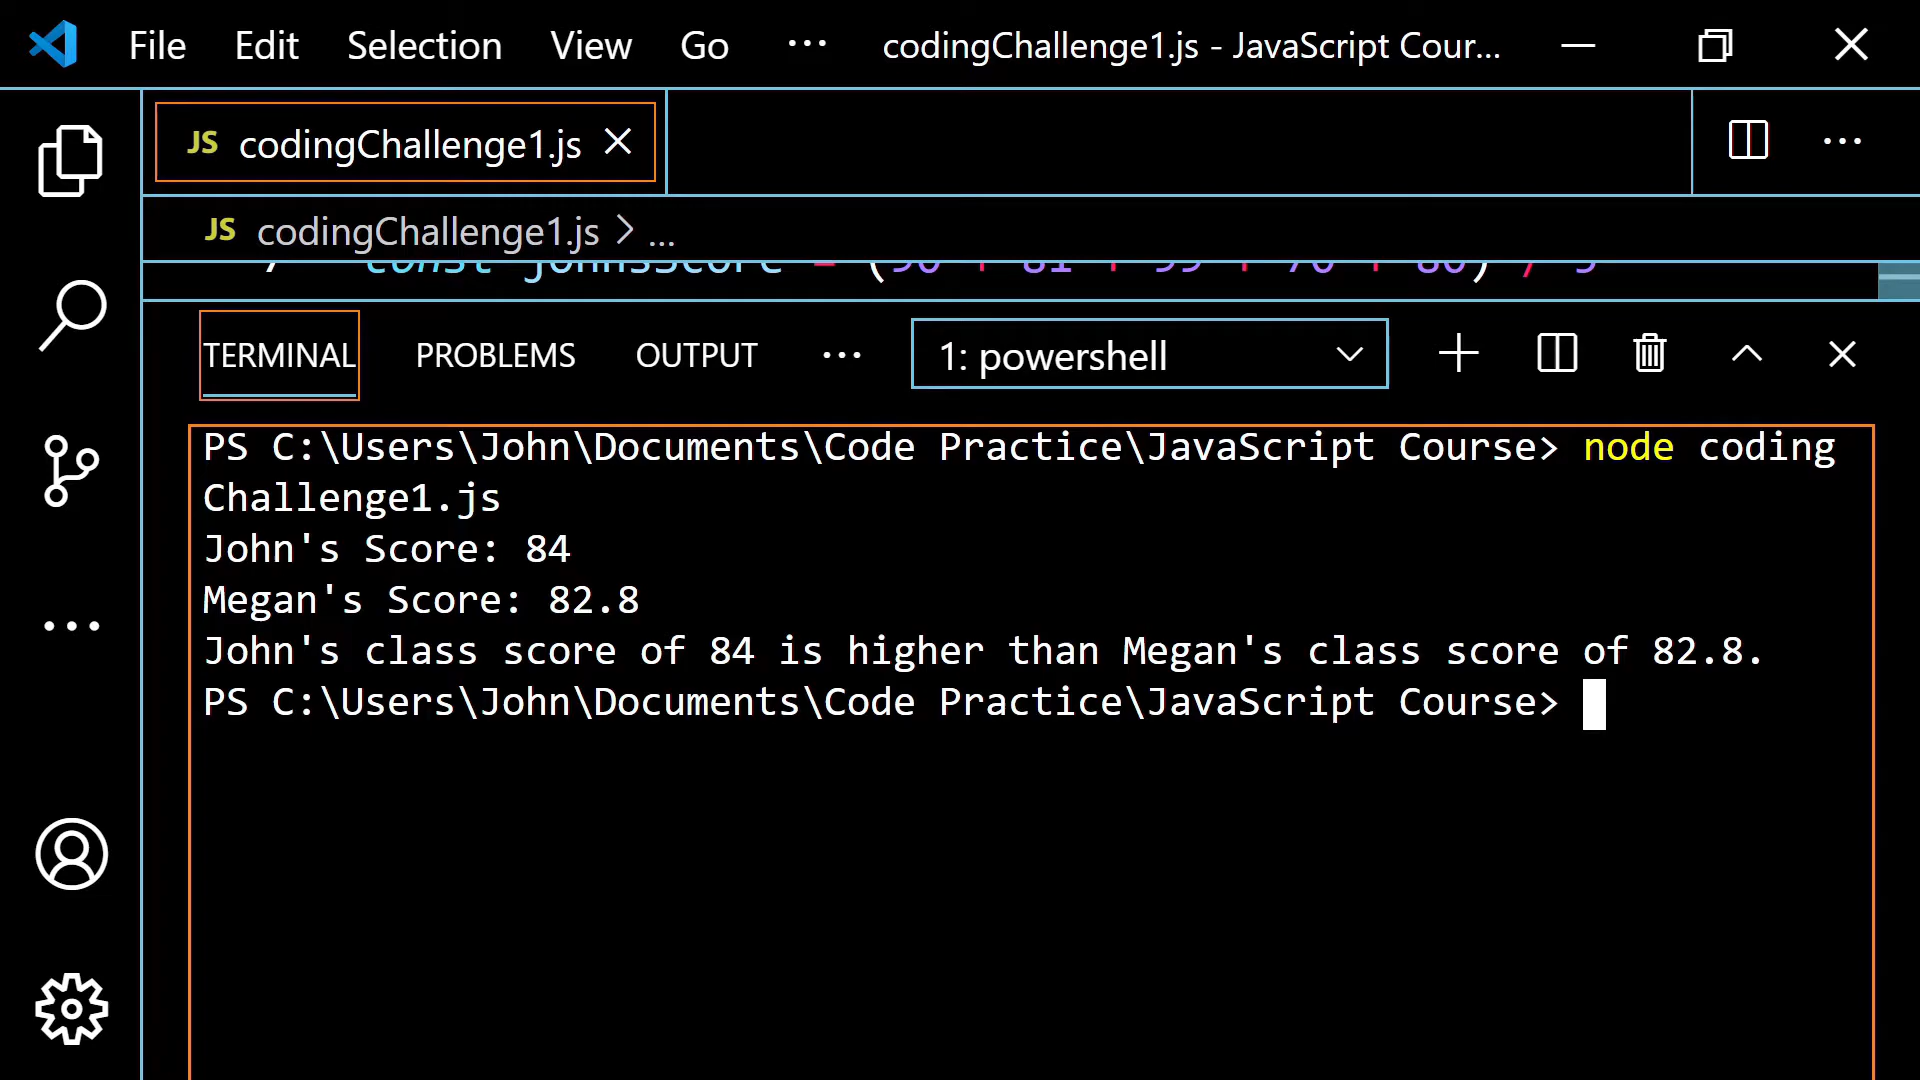 File Edit Selection View Go ··· codingChallenge1.js - JavaScript Cour...
JS codingChallenge1.js
JS codingChallenge1.js > ...
const johnsScore = (
TERMINAL PROBLEMS OUTPUT ··· 1: powershell
PS C:\Users\John\Documents\Code Practice\JavaScript Course> node coding
Challenge1.js
John's Score: 84
Megan's Score: 82.8
John's class score of 84 is higher than Megan's class score of 82.8.
PS C:\Users\John\Documents\Code Practice\JavaScript Course>